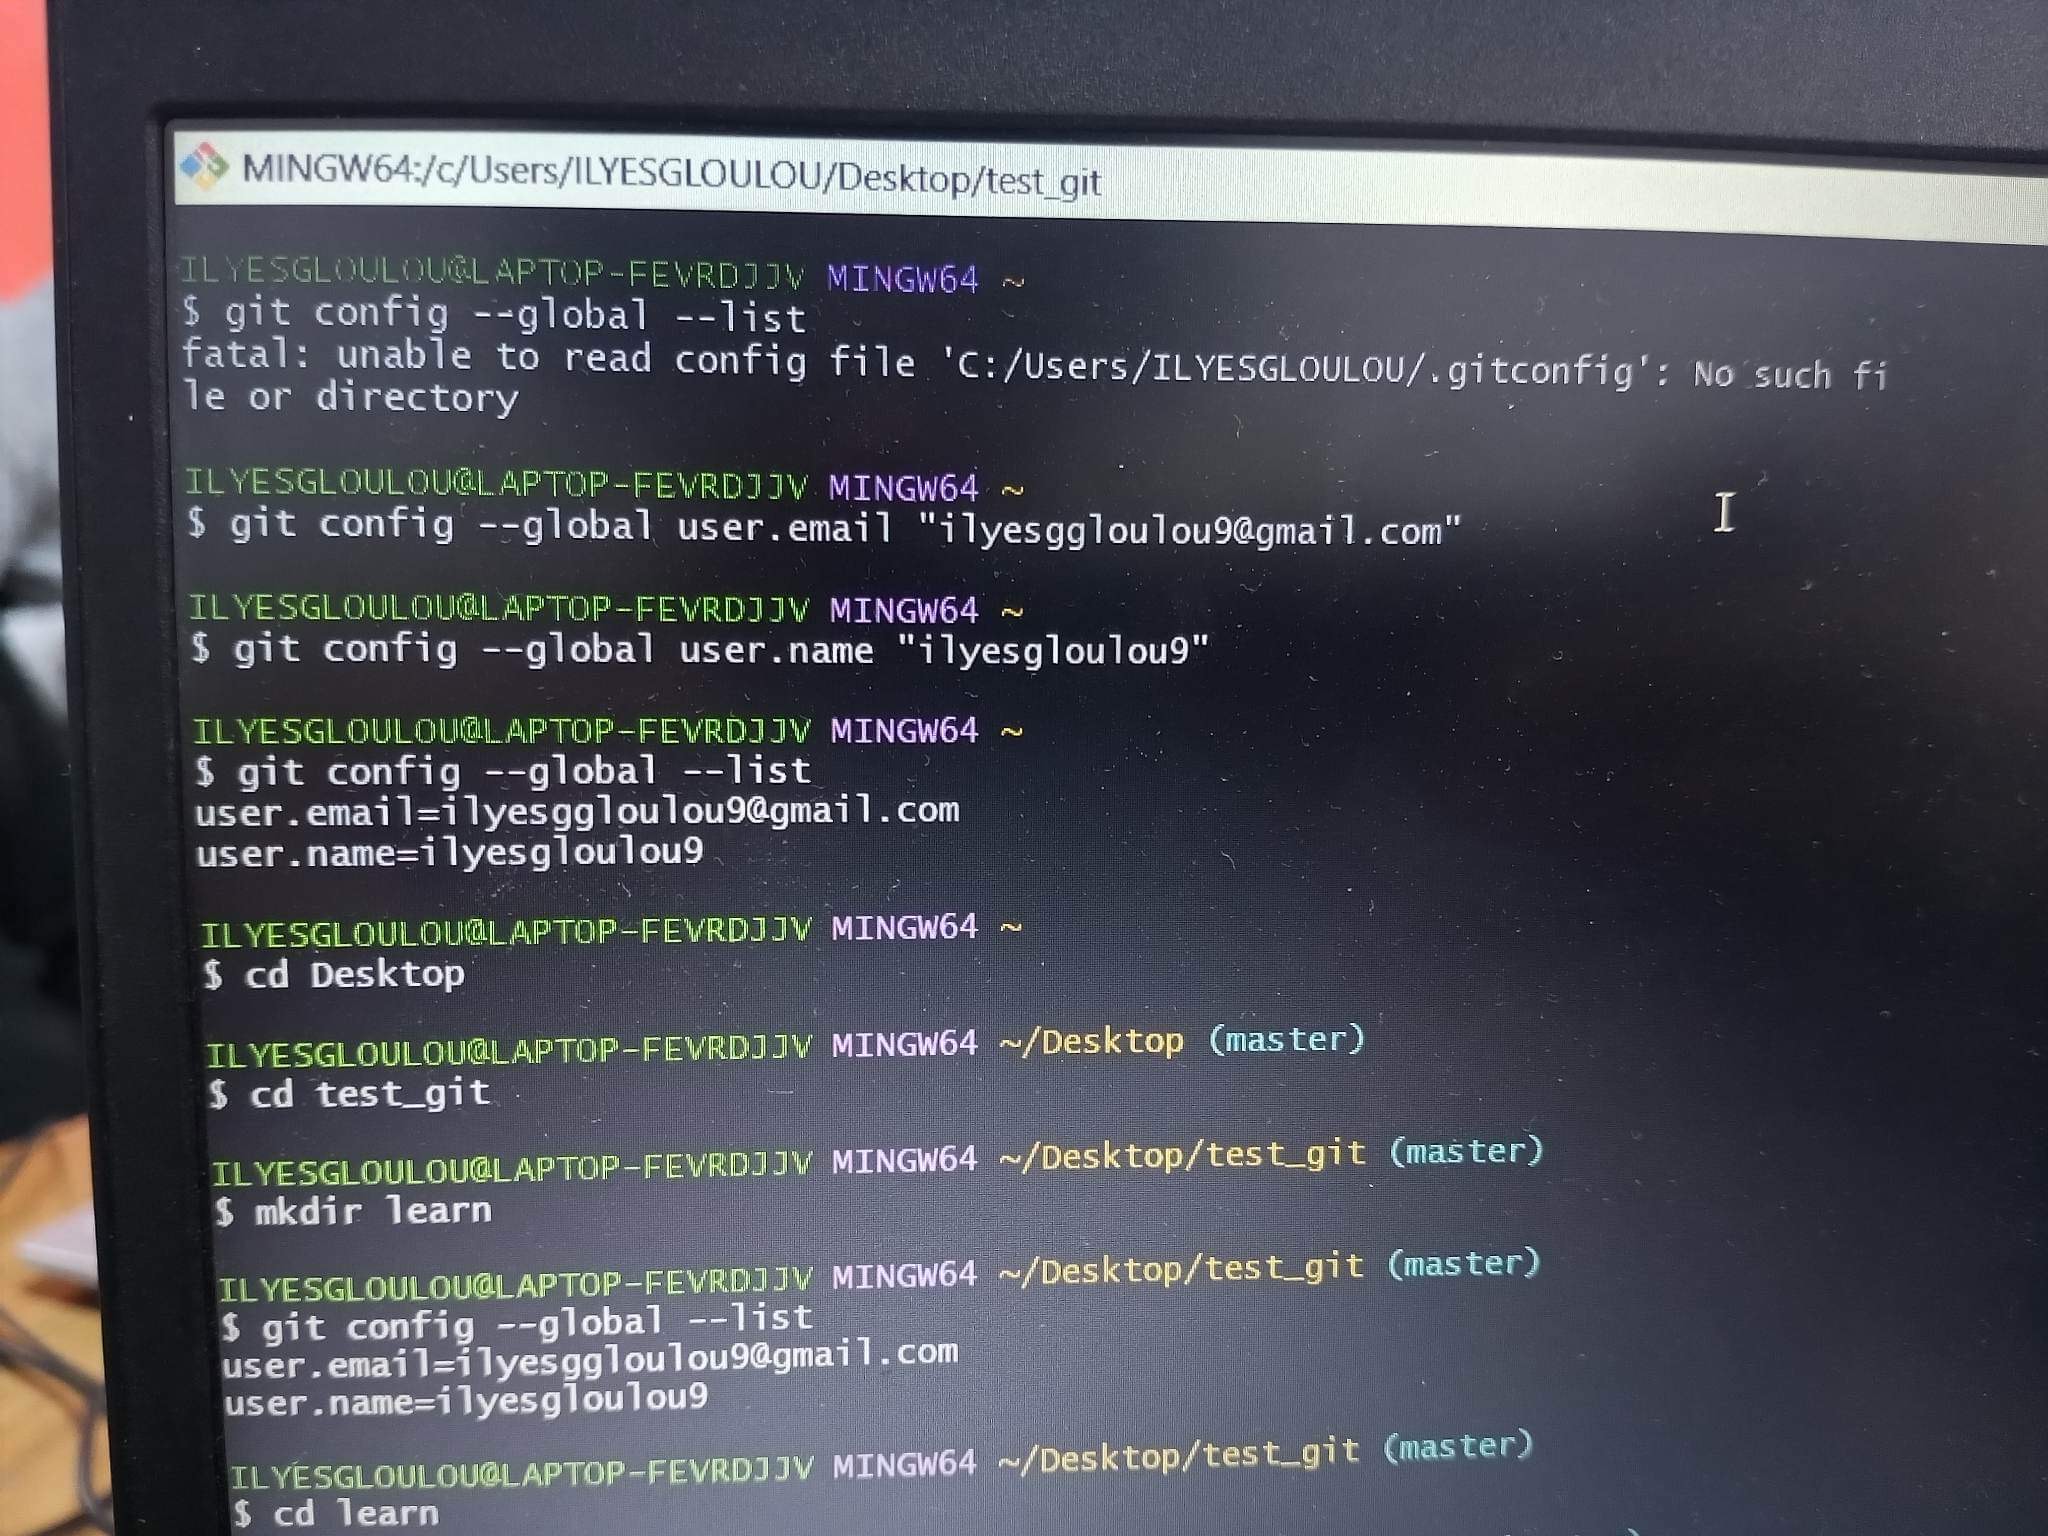 MINGW64:/c/Users/ILYESGLOULOU/Desktop/test_git
ILYESGLOULOU@LAPTOP-FEVRDJJV MINGW64 ~
$ git config --global --list
fatal: unable to read config file 'C:/Users/ILYESGLOULOU/.gitconfig': No such fi
le or directory
ILYESGLOULOU@LAPTOP-FEVRDJJV MINGW64 ~
$ git config --global user.email "ilyesggloulou9@gmail.com"
ILYESGLOULOU@LAPTOP-FEVRDJJV MINGW64 ~
$ git config --global user.name "ilyesgloulou9"
ILYESGLOULOU@LAPTOP-FEVRDJJV MINGW64 ~
$ git config --global --list
user.email=ilyesggloulou9@gmail.com
user.name=ilyesgloulou9
ILYESGLOULOU@LAPTOP-FEVRDJJV MINGW64 ~
$ cd Desktop
ILYESGLOULOU@LAPTOP-FEVRDJJV MINGW64 ~/Desktop (master)
$ cd test_git
ILYESGLOULOU@LAPTOP-FEVRDJJV MINGW64 ~/Desktop/test_git (master)
$ mkdir learn
ILYESGLOULOU@LAPTOP-FEVRDJJV MINGW64 ~/Desktop/test_git (master)
$ git config --global --list
user.email=ilyesggloulou9@gmail.com
user.name=ilyesgloulou9
ILYESGLOULOU@LAPTOP-FEVRDJJV MINGW64 ~/Desktop/test_git (master)
$ cd learn